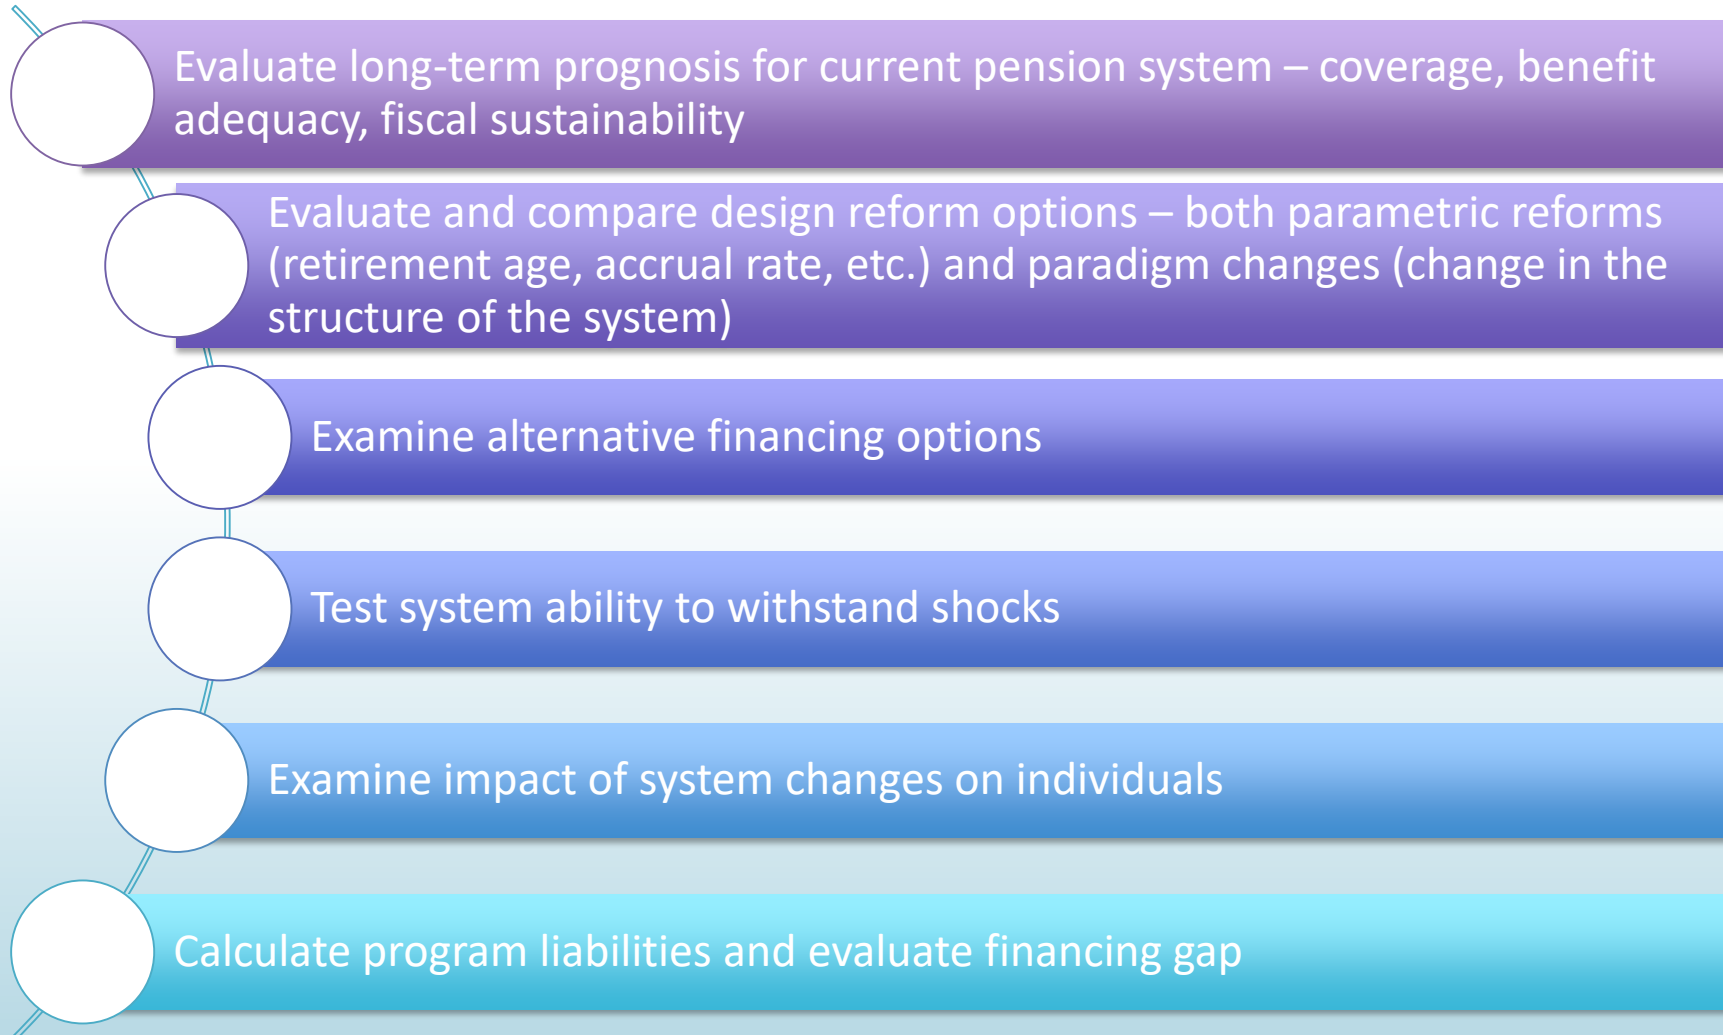 Evaluate long-term prognosis for current pension system – coverage, benefit
adequacy, fiscal sustainability
Evaluate and compare design reform options – both parametric reforms
(retirement age, accrual rate, etc.) and paradigm changes (change in the
structure of the system)
Examine alternative financing options
Test system ability to withstand shocks
Examine impact of system changes on individuals
Calculate program liabilities and evaluate financing gap